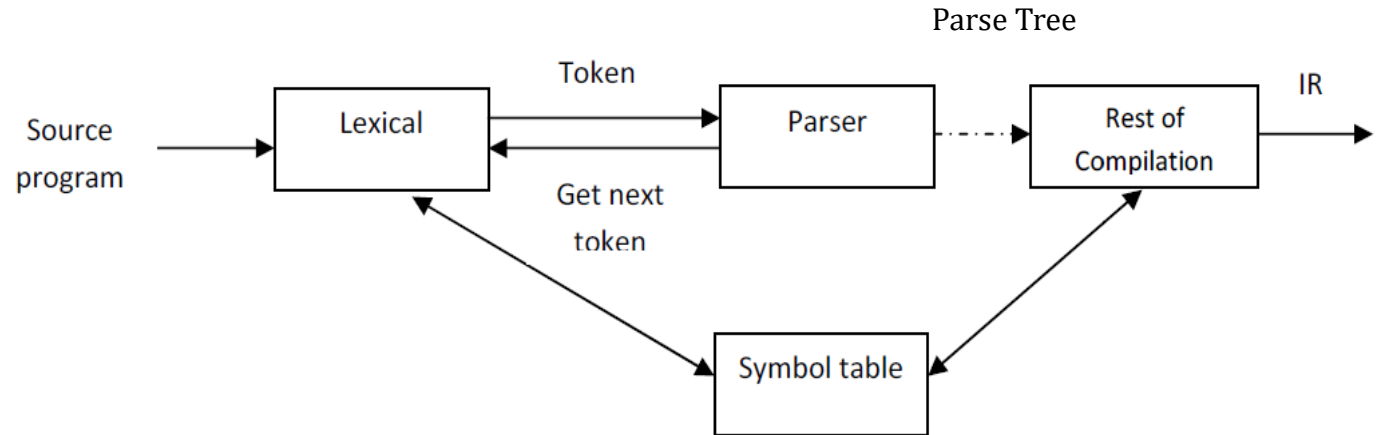 Parse Tree
Token
IR
Source
program
Lexical
Parser
Rest of
Compilation
Get next
token
Symbol table